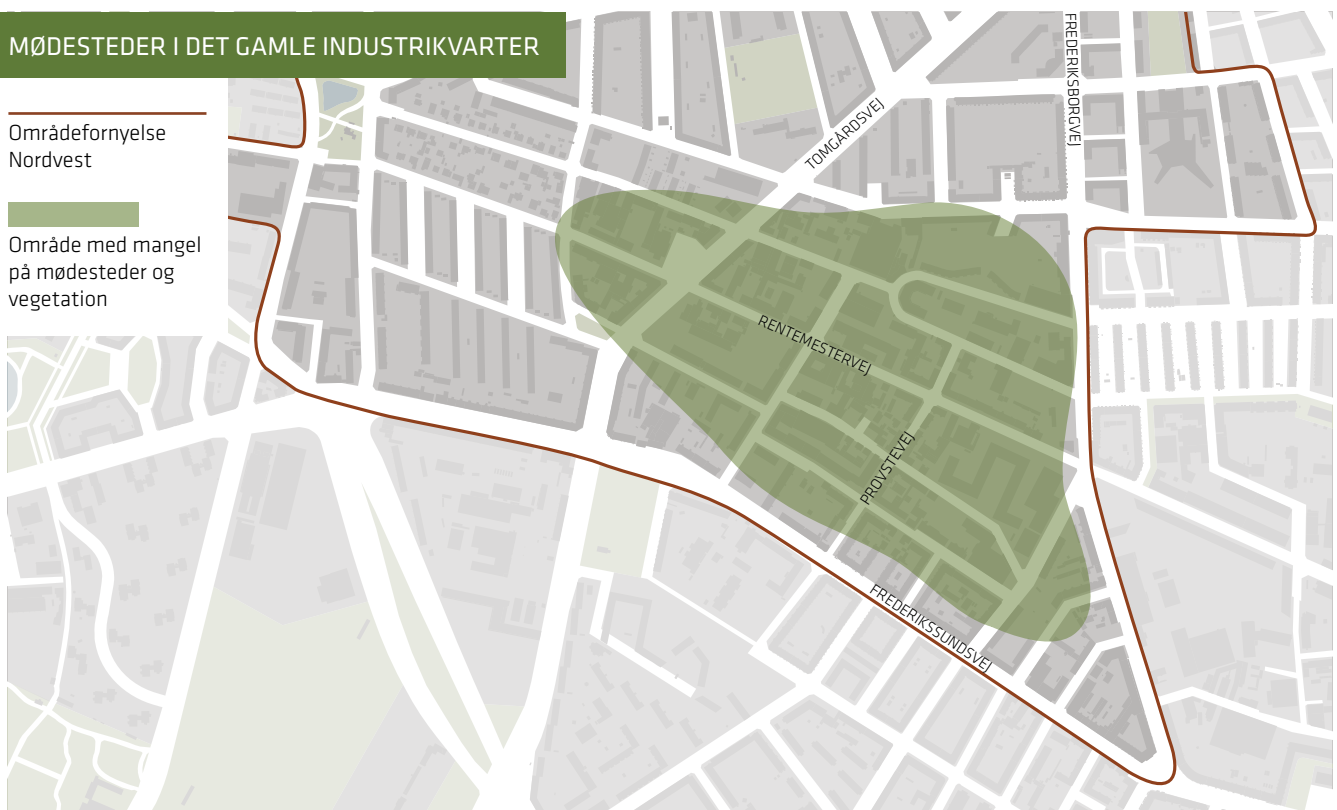 MØDESTEDER I DET GAMLE INDUSTRIKVARTER
Områdefornyelse
Nordvest
Område med mangel
på mødesteder og
vegetation
FREDERIKSBORGVEJ
TOMGÅRDSVEJ
RENTEMESTERVEJ
PROVSTEVEJ
FREDERIKSSUNDSVEJ